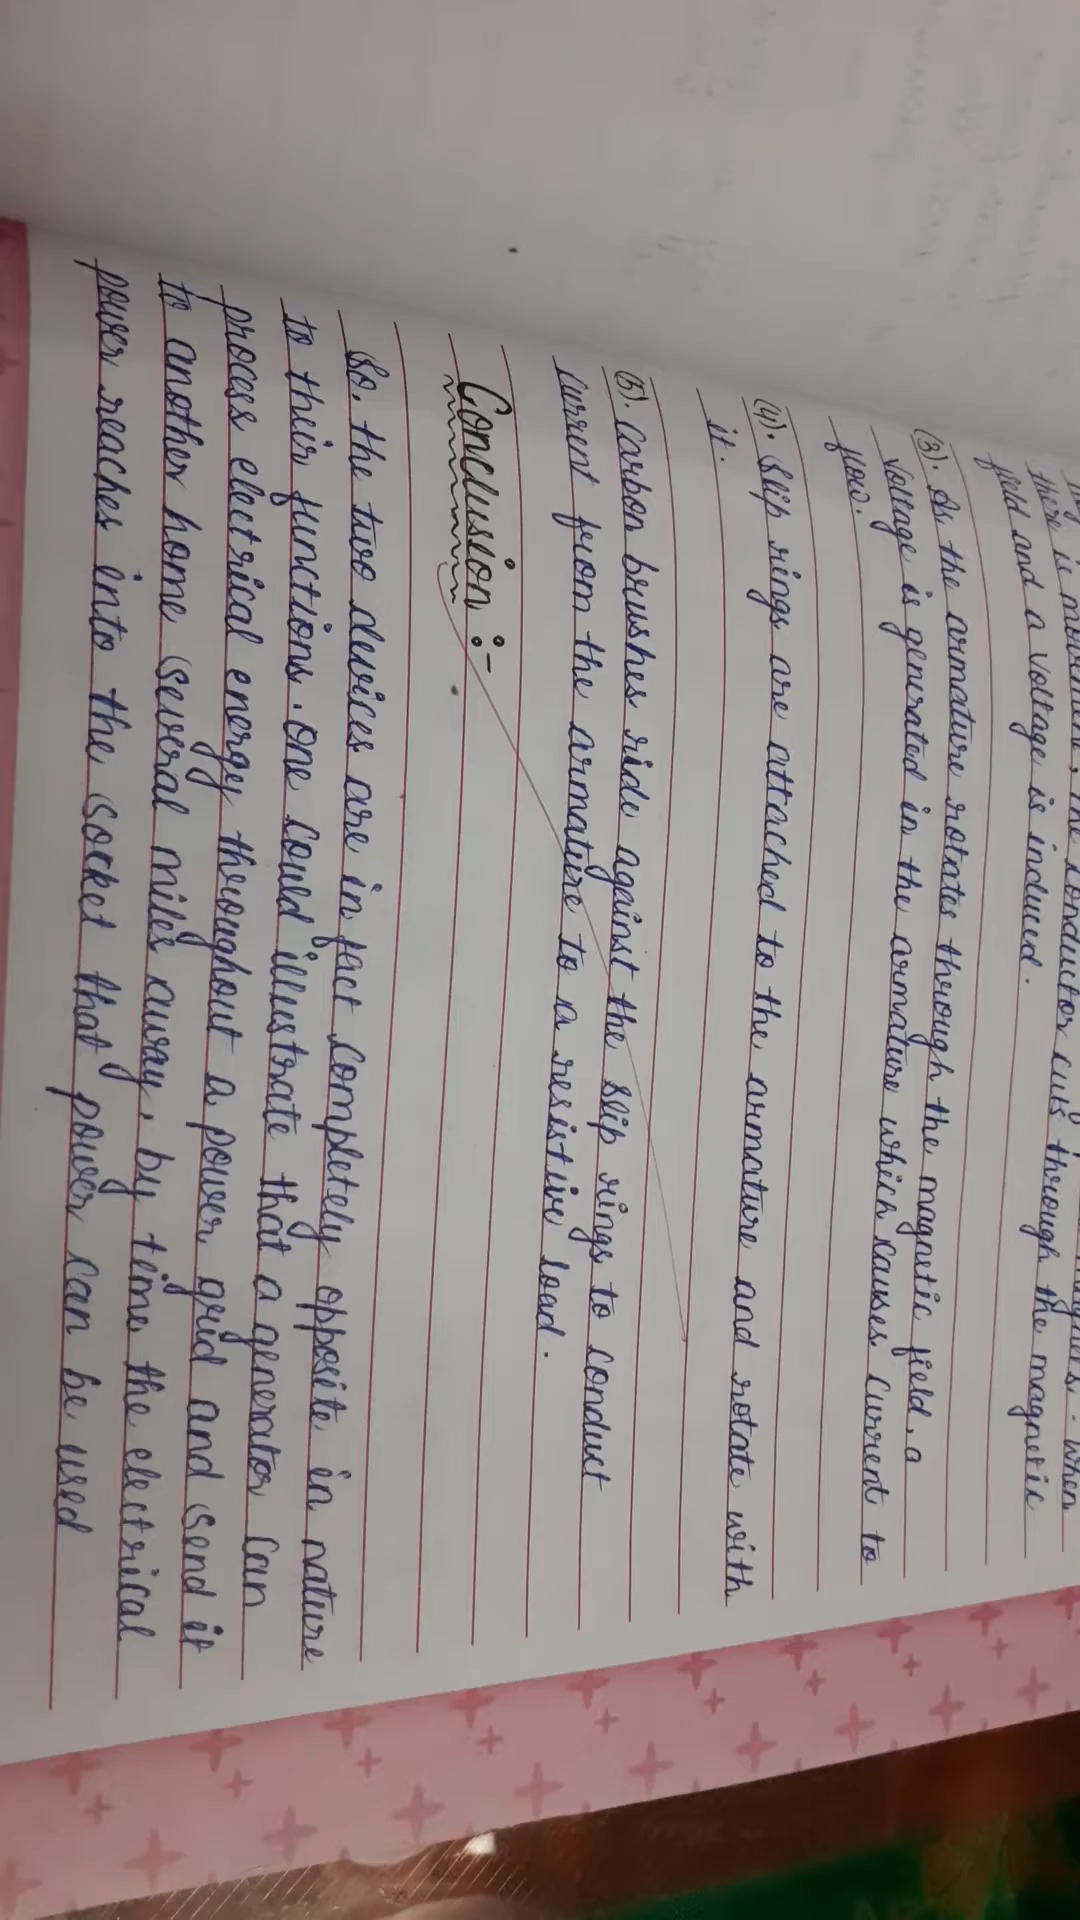 there is movement, the conductor cuts through the magnetic
field and a voltage is induced.
(3). As the armature rotates through the magnetic field, a
voltage is generated in the armature which causes current to
flow.
(4). Slip rings are attached to the armature and rotate with
it.
(5). Carbon brushes ride against the slip rings to conduct
current from the armature to a resistive load.
Conclusion :-
So, the two devices are in fact completely opposite in nature
to their functions. One could illustrate that a generator can
process electrical energy throughout a power grid and send it
to another home several miles away, by time the electrical
power reaches into the socket that power can be used